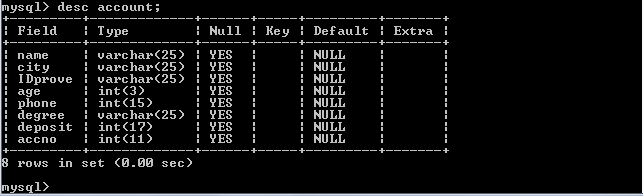 mysql> desc account;
+----------+-------------+------+-----+---------+-------+
| Field    | Type        | Null | Key | Default | Extra |
+----------+-------------+------+-----+---------+-------+
| name     | varchar(25) | YES  |     | NULL    |       |
| city     | varchar(25) | YES  |     | NULL    |       |
| IDprove  | varchar(25) | YES  |     | NULL    |       |
| age      | int(3)      | YES  |     | NULL    |       |
| phone    | int(15)     | YES  |     | NULL    |       |
| degree   | varchar(25) | YES  |     | NULL    |       |
| deposit  | int(17)     | YES  |     | NULL    |       |
| accno    | int(11)     | YES  |     | NULL    |       |
+----------+-------------+------+-----+---------+-------+
8 rows in set (0.00 sec)
mysql>